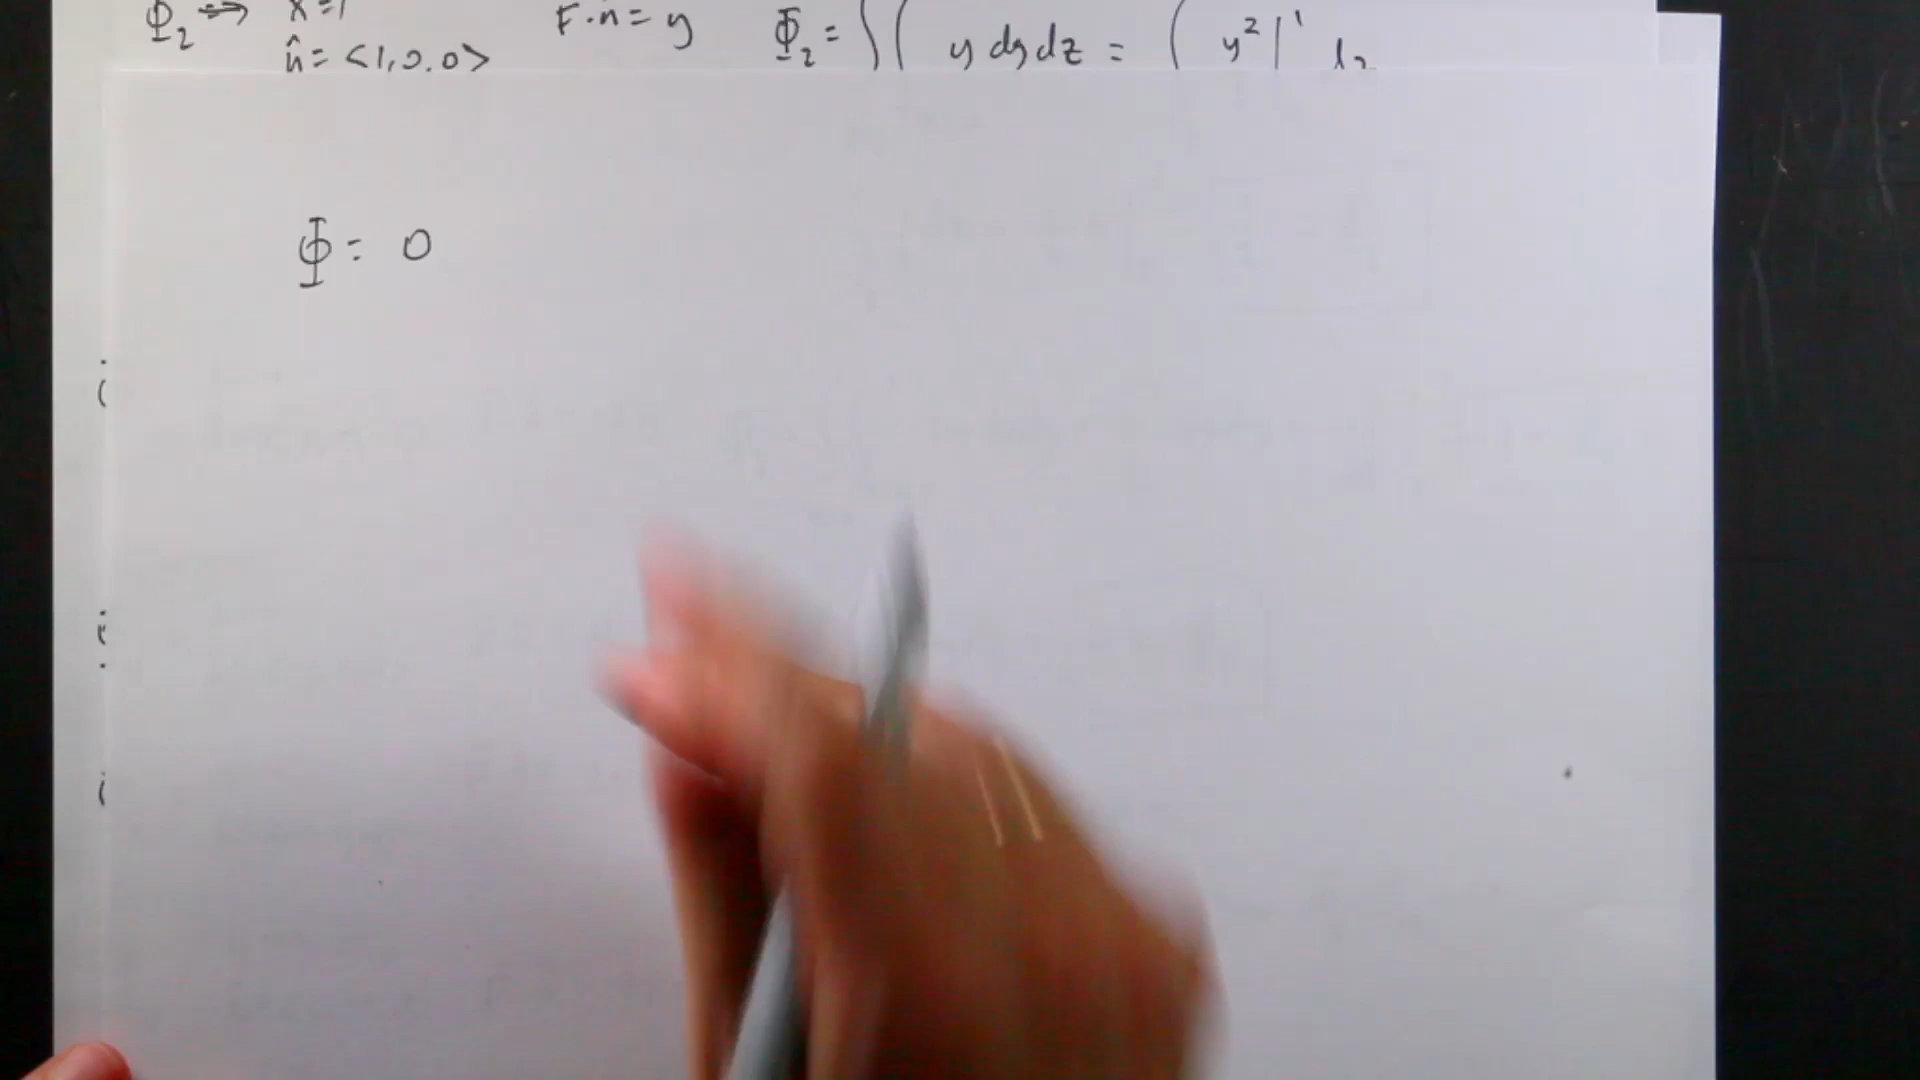 Φ₂ ⇒ x=1 F·n̂= y Φ₂= ∫∫ y dy dz = ∫ y²|¹
n̂= <1,0,0>
Φ= 0